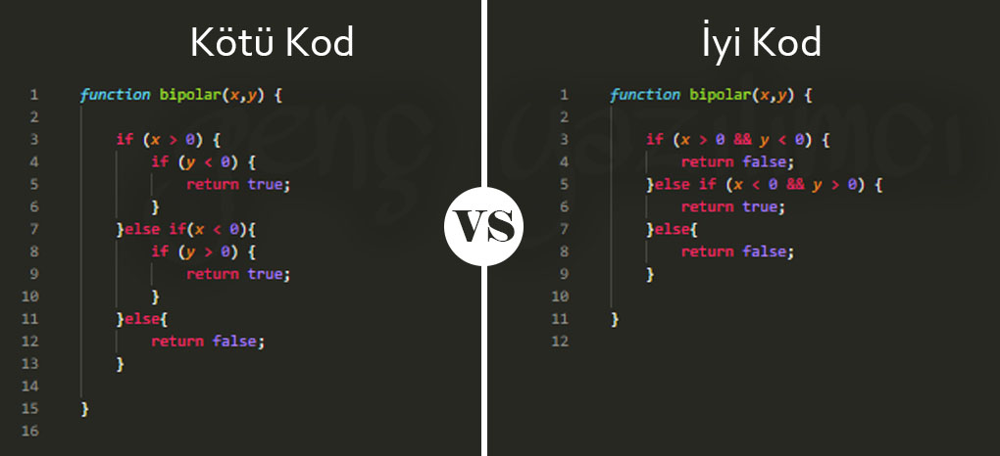 Kötü Kod
1 function bipolar(x,y) {
2
3 if (x > 0) {
4 if (y < 0) {
5 return true;
6 }
7 }else if(x < 0){
8 if (y > 0) {
9 return true;
10 }
11 }else{
12 return false;
13 }
14
15 }
16
VS
İyi Kod
1 function bipolar(x,y) {
2
3 if (x > 0 && y < 0) {
4 return false;
5 }else if (x < 0 && y > 0) {
6 return true;
7 }else{
8 return false;
9 }
10
11 }
12
genç yazılımcı